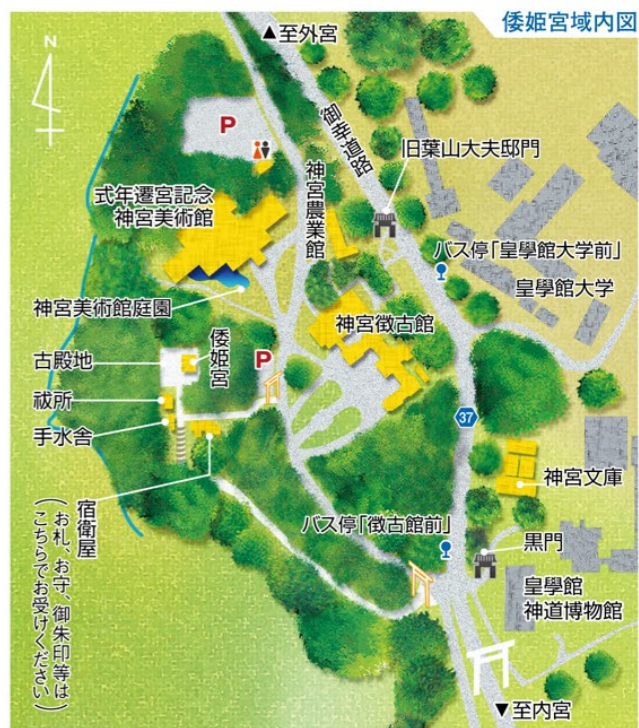 倭姫宮域内図
N
▲至外宮
P
御幸道路
旧葉山大夫邸門
神宮農業館
式年遷宮記念
神宮美術館
バス停「皇學館大学前」
皇學館大学
神宮美術館庭園
神宮徴古館
倭姫宮
古殿地
P
祓所
手水舎
37
神宮文庫
宿衛屋
(お札、お守、御朱印等は
こちらでお受けください)
バス停「徴古館前」
黒門
皇學館
神道博物館
▼至内宮